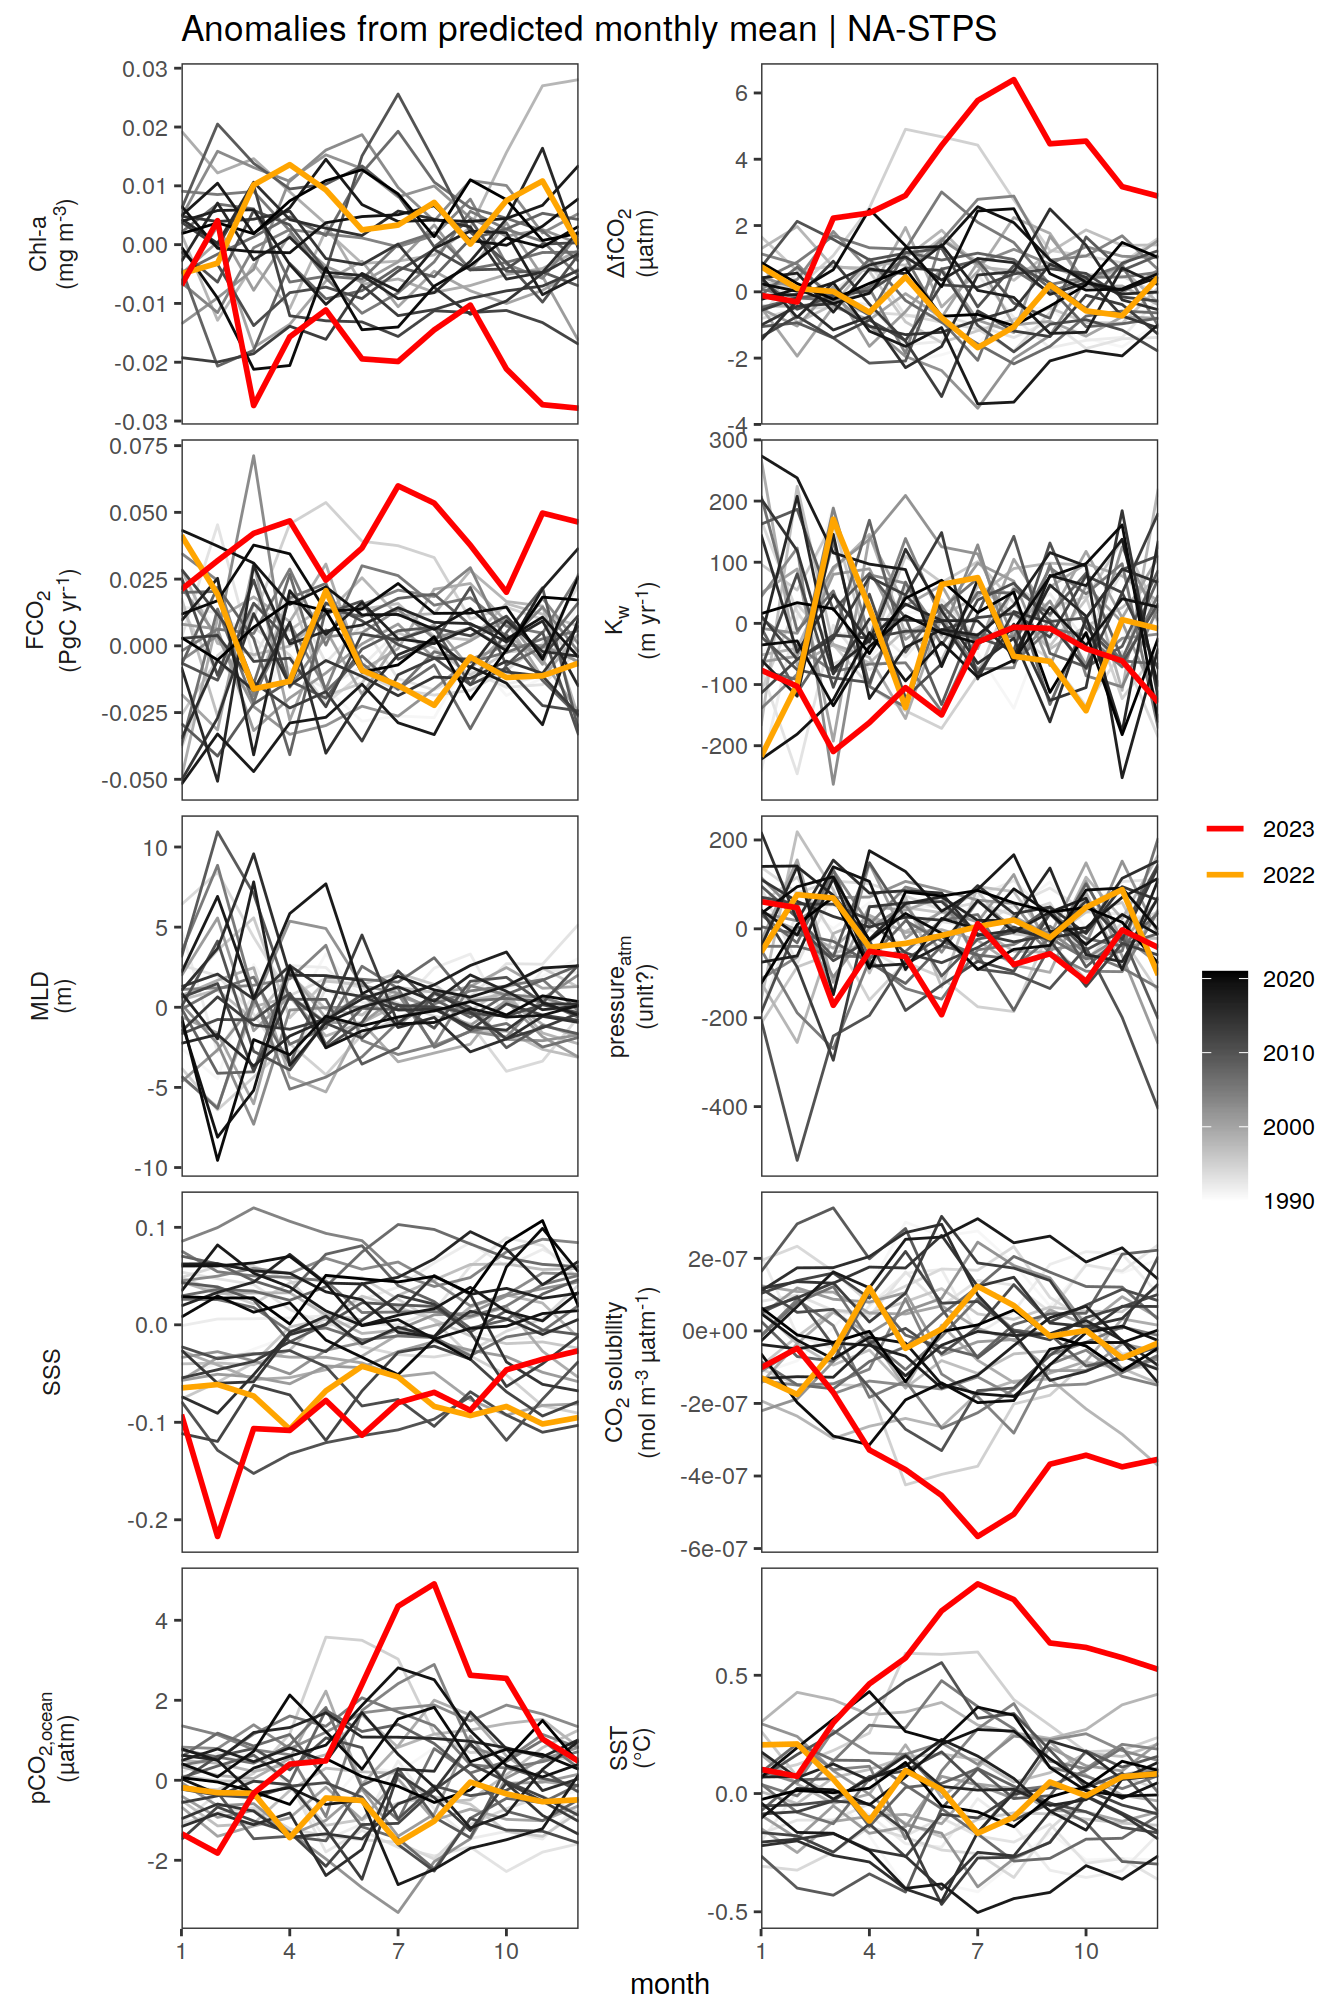 Anomalies from predicted monthly mean | NA-STPS
Chl-a
(mg m⁻³)
0.03
0.02
0.01
0.00
-0.01
-0.02
-0.03
ΔfCO₂
(µatm)
6
4
2
0
-2
-4
FCO₂
(PgC yr⁻¹)
0.075
0.050
0.025
0.000
-0.025
-0.050
K_w
(m yr⁻¹)
300
200
100
0
-100
-200
MLD
(m)
10
5
0
-5
-10
pressure_atm
(unit?)
200
0
-200
-400
SSS
0.1
0.0
-0.1
-0.2
CO₂ solubility
(mol m⁻³ µatm⁻¹)
2e-07
0e+00
-2e-07
-4e-07
-6e-07
pCO₂,ocean
(µatm)
4
2
0
-2
SST
(°C)
0.5
0.0
-0.5
1 4 7 10
1 4 7 10
month
2023
2022
2020
2010
2000
1990